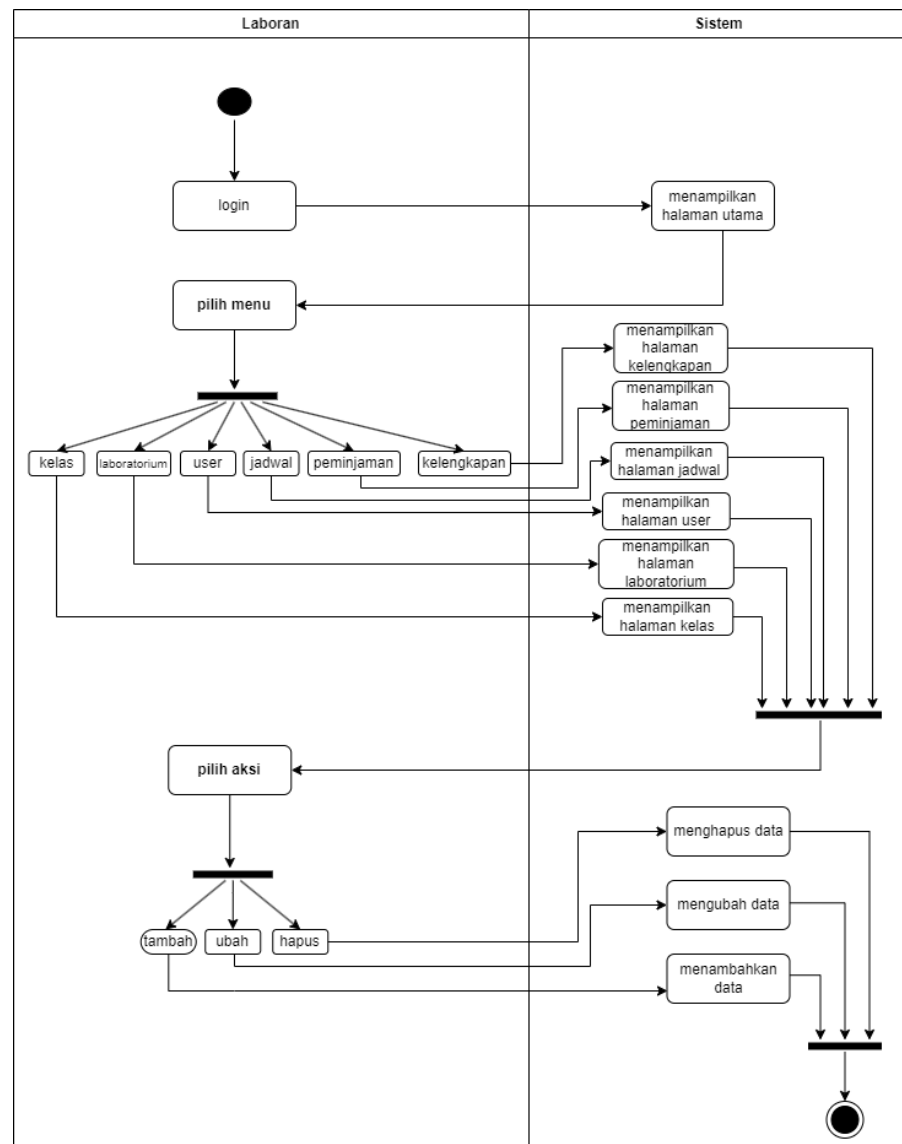 Laboran
Sistem
login
menampilkan
halaman utama
pilih menu
menampilkan
halaman
kelengkapan
menampilkan
halaman
peminjaman
kelas
laboratorium
user
jadwal
peminjaman
kelengkapan
menampilkan
halaman jadwal
menampilkan
halaman user
menampilkan
halaman
laboratorium
menampilkan
halaman kelas
pilih aksi
menghapus data
mengubah data
tambah
ubah
hapus
menambahkan
data